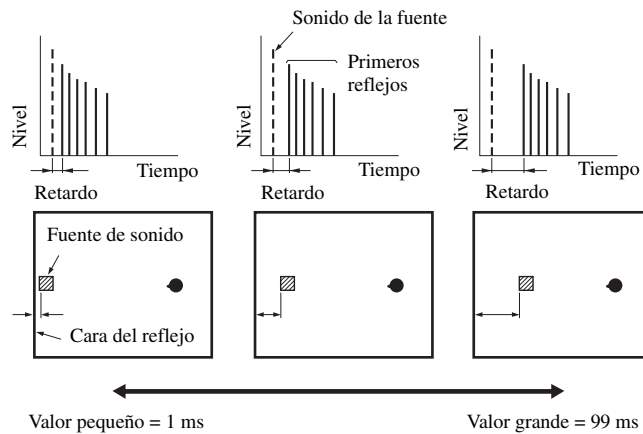 Sonido de la fuente
Primeros
reflejos
Nivel
Tiempo
Retardo
Nivel
Tiempo
Retardo
Nivel
Tiempo
Retardo
Fuente de sonido
Cara del reflejo
Valor pequeño = 1 ms
Valor grande = 99 ms